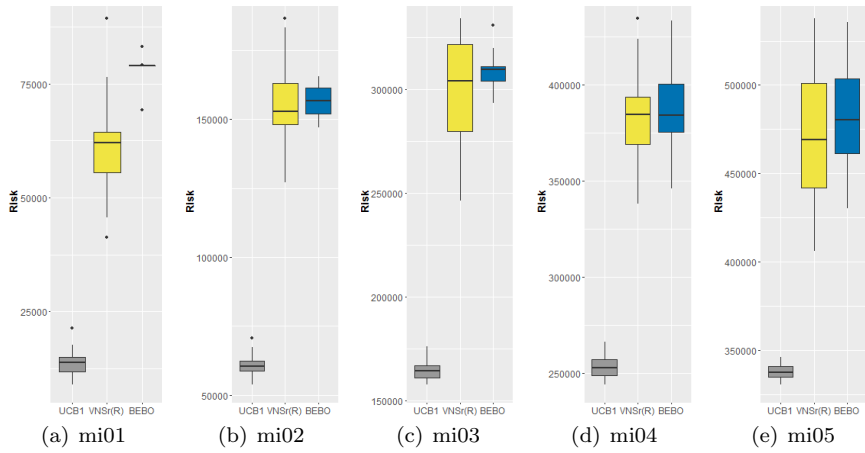 Risk
75000
50000
25000
UCB1 VNSr(R) BEBO
(a) mi01
Risk
150000
100000
50000
UCB1 VNSr(R) BEBO
(b) mi02
Risk
300000
250000
200000
150000
UCB1 VNSr(R) BEBO
(c) mi03
Risk
400000
350000
300000
250000
UCB1 VNSr(R) BEBO
(d) mi04
Risk
500000
450000
400000
350000
UCB1 VNSr(R) BEBO
(e) mi05